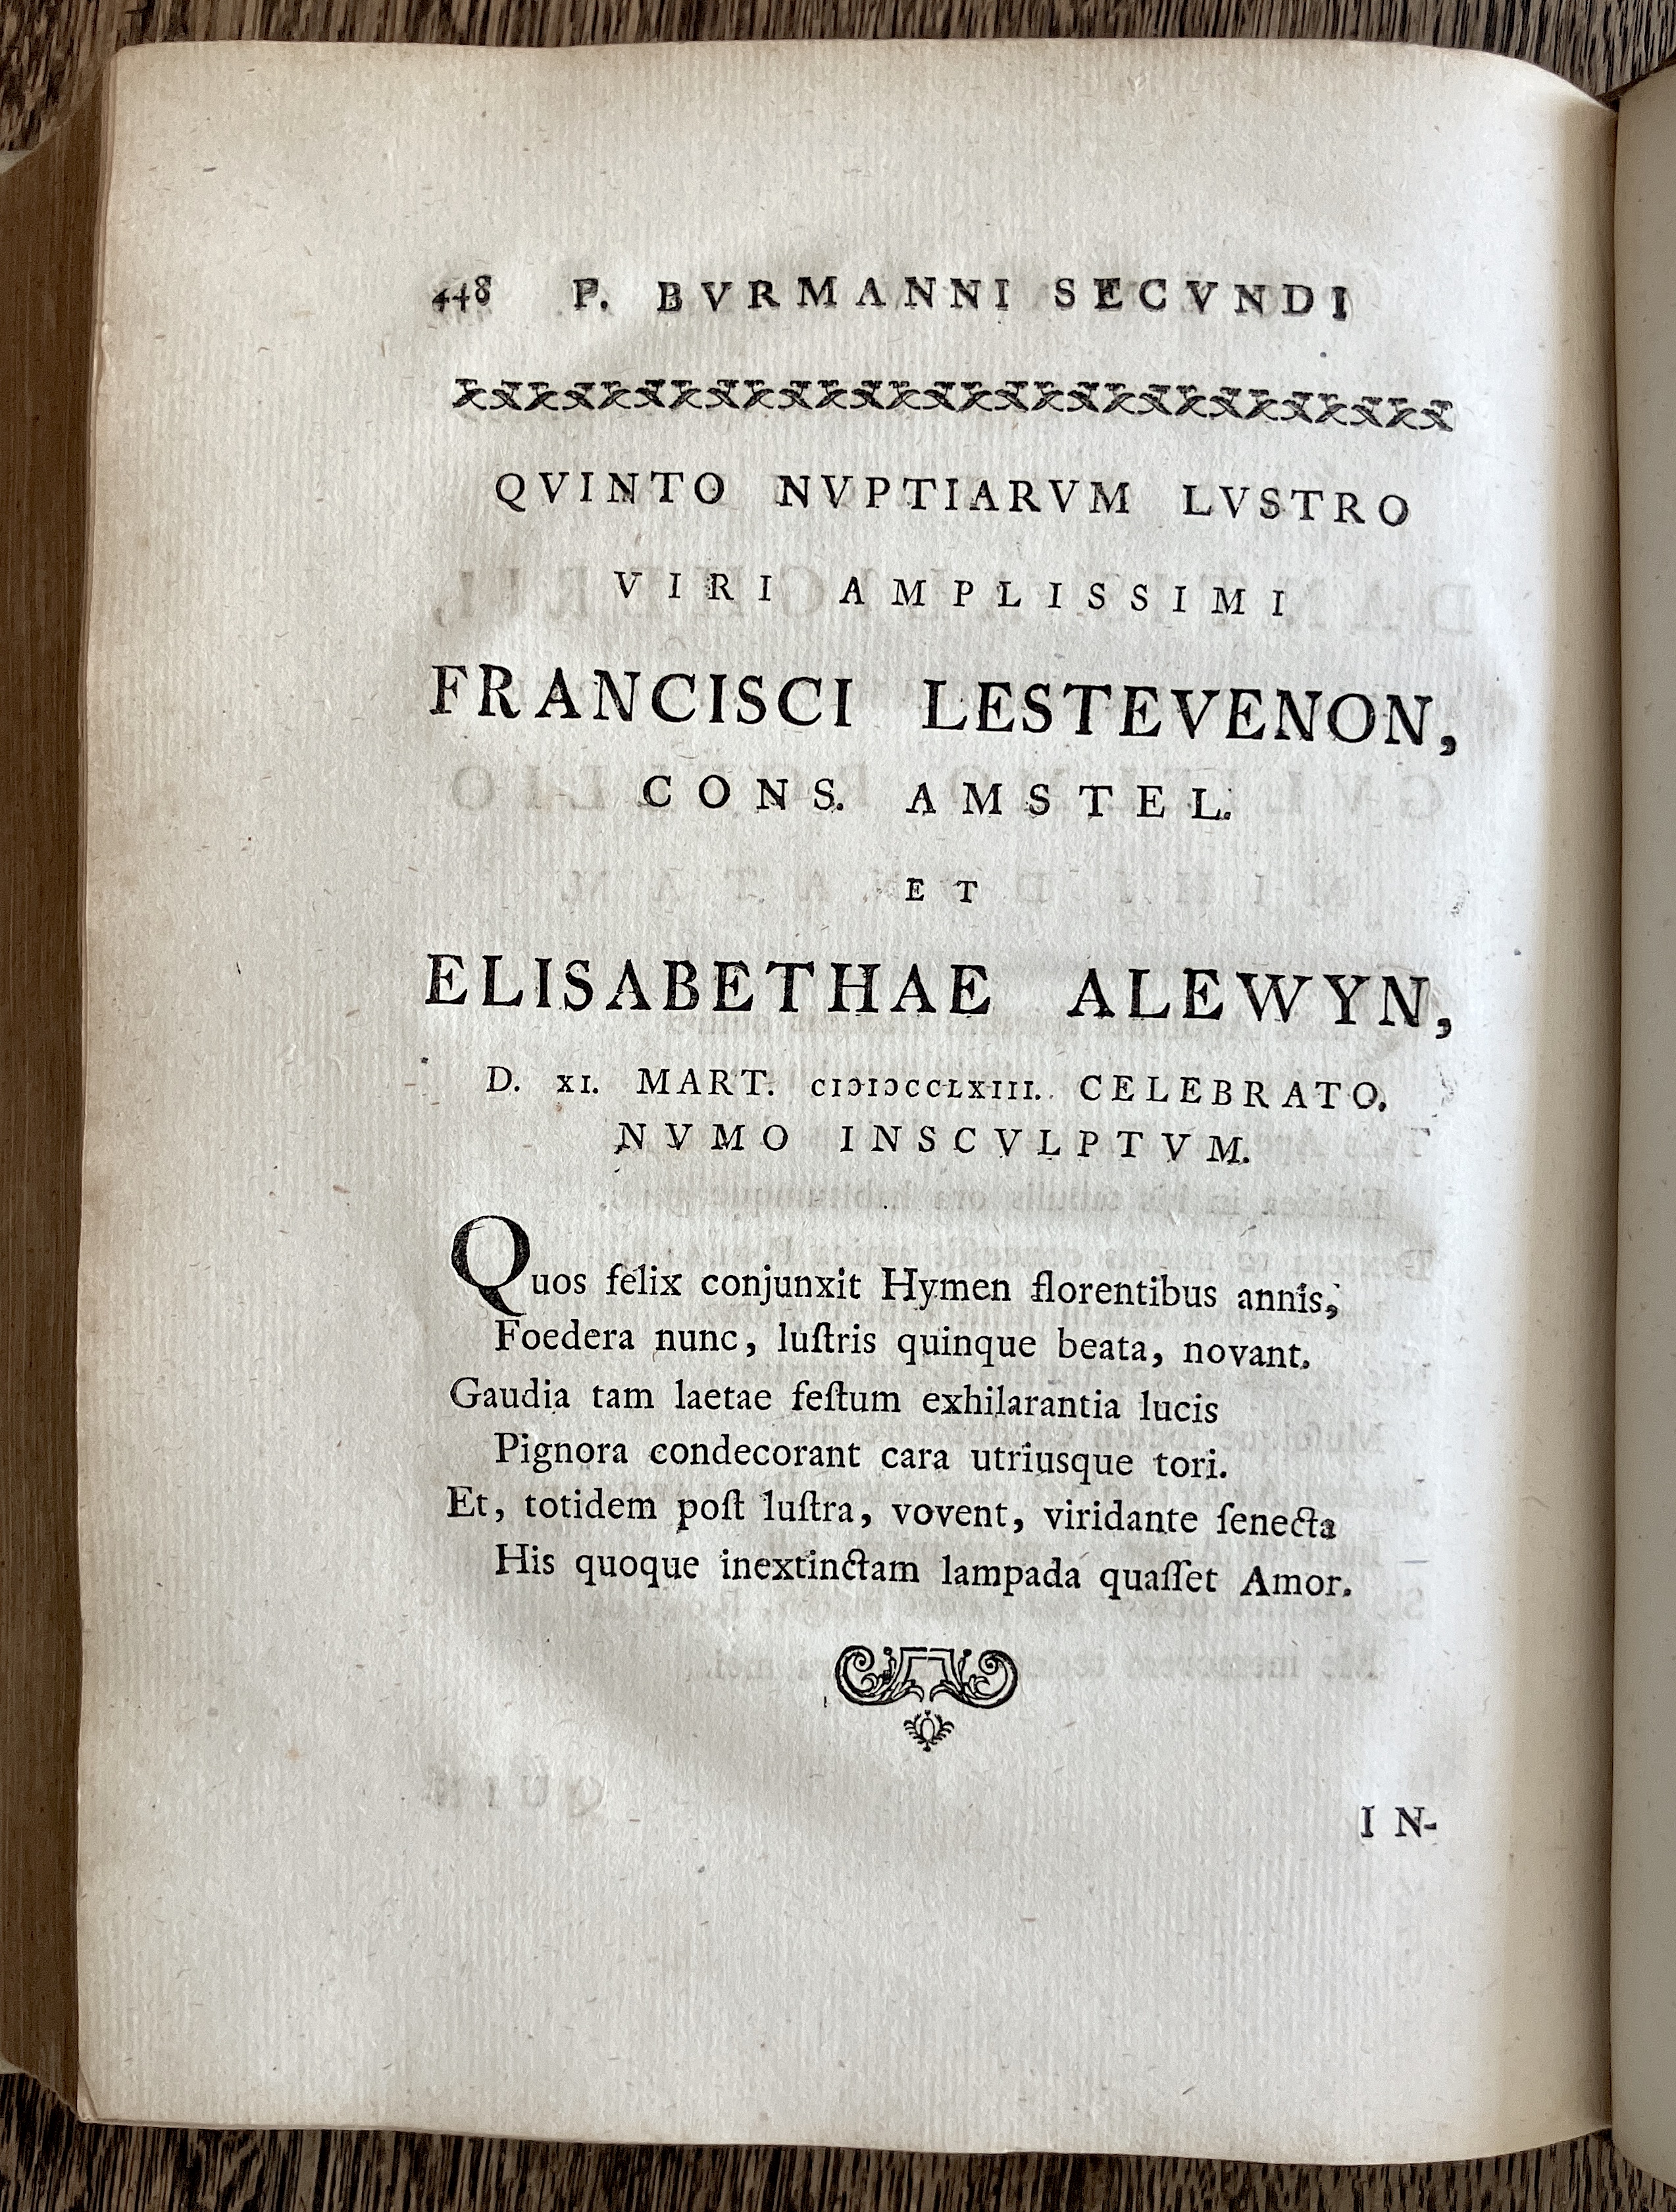 448 P. BVRMANNI SECVNDI
QVINTO NVPTIARVM LVSTRO
VIRI AMPLISSIMI
FRANCISCI LESTEVENON,
CONS. AMSTEL.
ET
ELISABETHAE ALEWYN,
D. XI. MART. CIƆIƆCCLXIII. CELEBRATO.
NVMO INSCVLPTVM.
Quos felix conjunxit Hymen florentibus annis,
Foedera nunc, luſtris quinque beata, novant.
Gaudia tam laetae feſtum exhilarantia lucis
Pignora condecorant cara utriusque tori.
Et, totidem poſt luſtra, vovent, viridante ſenecta
His quoque inextinctam lampada quaſſet Amor.
IN-